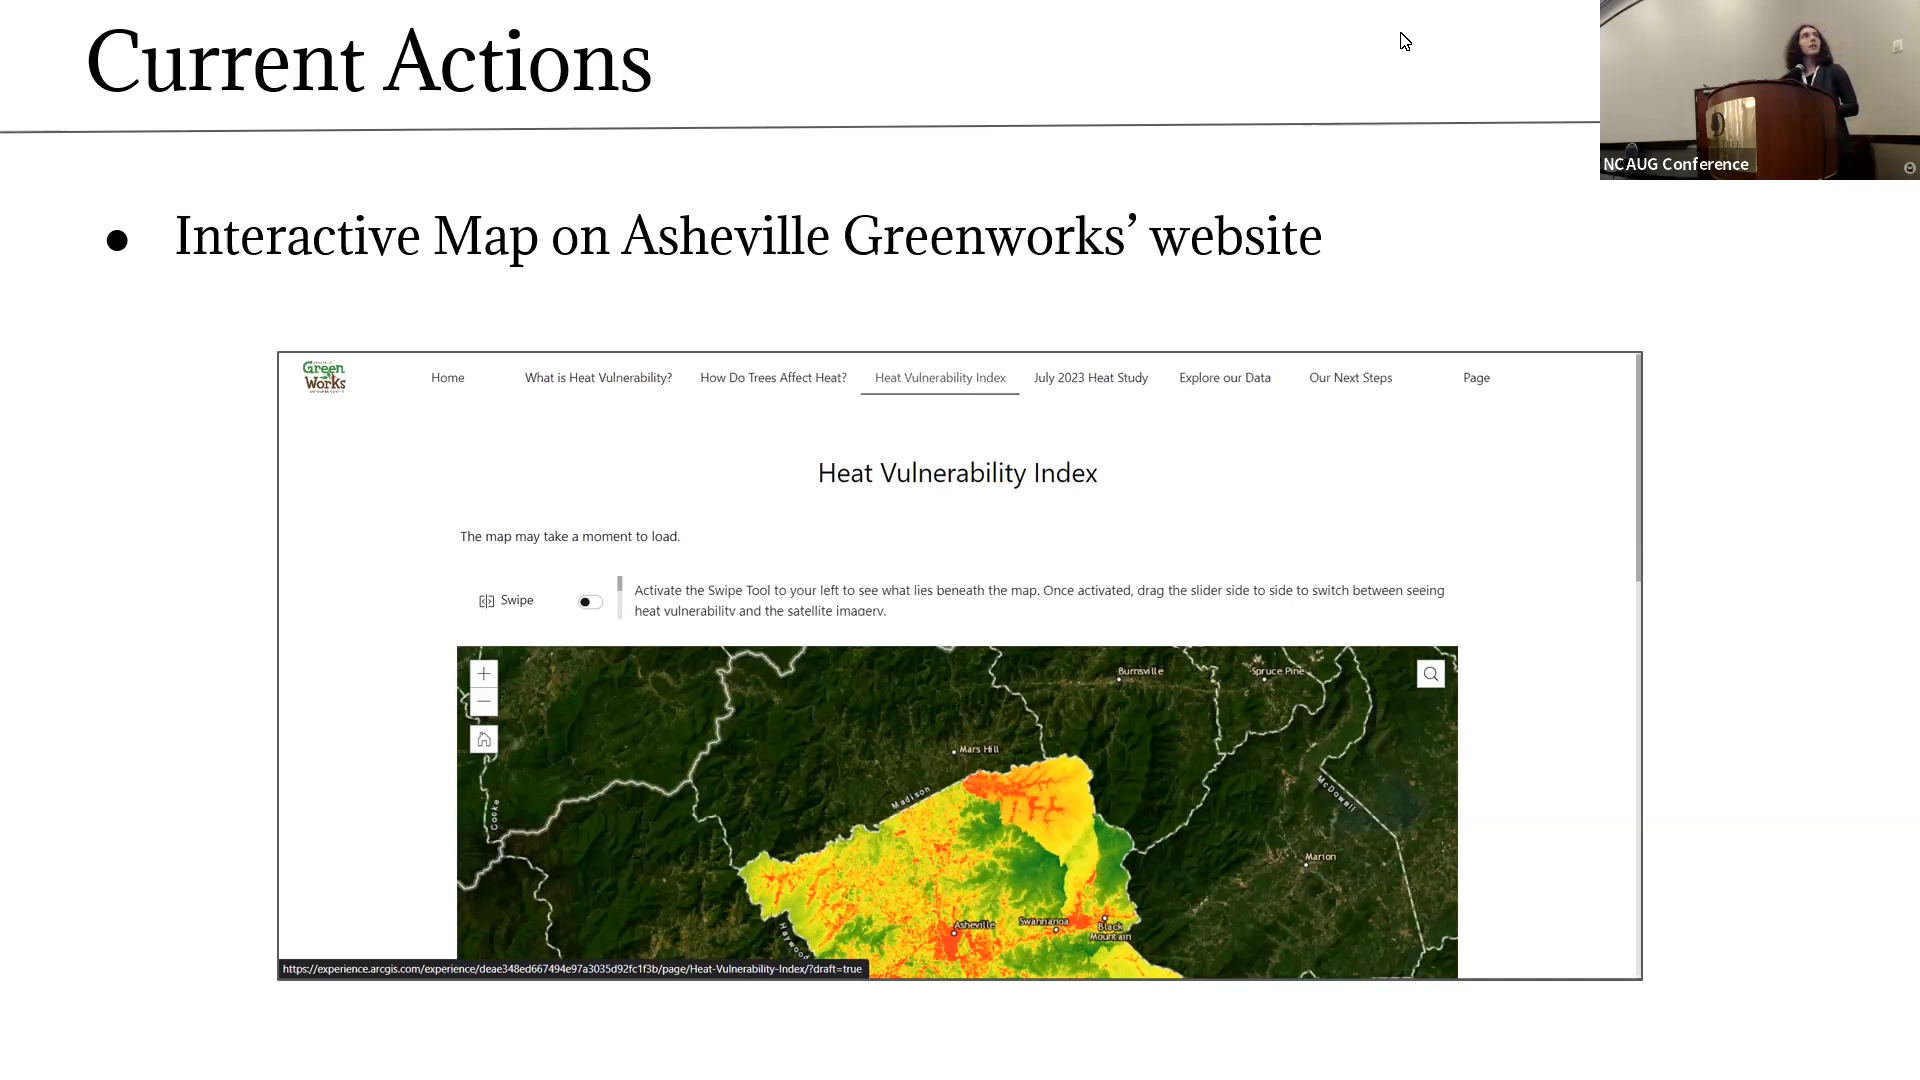 Current Actions
NCAUG Conference
● Interactive Map on Asheville Greenworks’ website
Green
Works
Home
What is Heat Vulnerability?
How Do Trees Affect Heat?
Heat Vulnerability Index
July 2023 Heat Study
Explore our Data
Our Next Steps
Page
Heat Vulnerability Index
The map may take a moment to load.
Swipe
Activate the Swipe Tool to your left to see what lies beneath the map. Once activated, drag the slider side to side to switch between seeing
heat vulnerability and the satellite imagery.
Burnsville
Spruce Pine
Mars Hill
Madison
McDowell
Cocke
Marion
Asheville
Swannanoa
Black
Mountain
Haywood
https://experience.arcgis.com/experience/deae348ed667494e97a3035d92fc1f3b/page/Heat-Vulnerability-Index/?draft=true